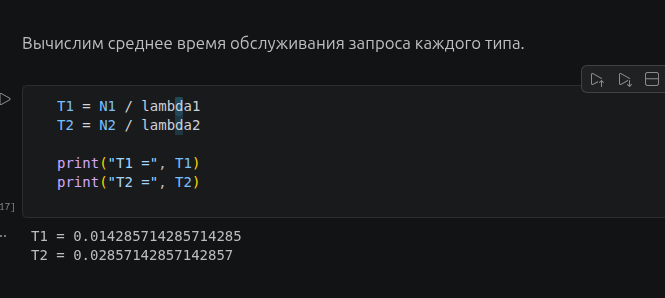 Вычислим среднее время обслуживания запроса каждого типа.
T1 = N1 / lambda1
T2 = N2 / lambda2
print("T1 =", T1)
print("T2 =", T2)
17]
T1 = 0.014285714285714285
T2 = 0.02857142857142857